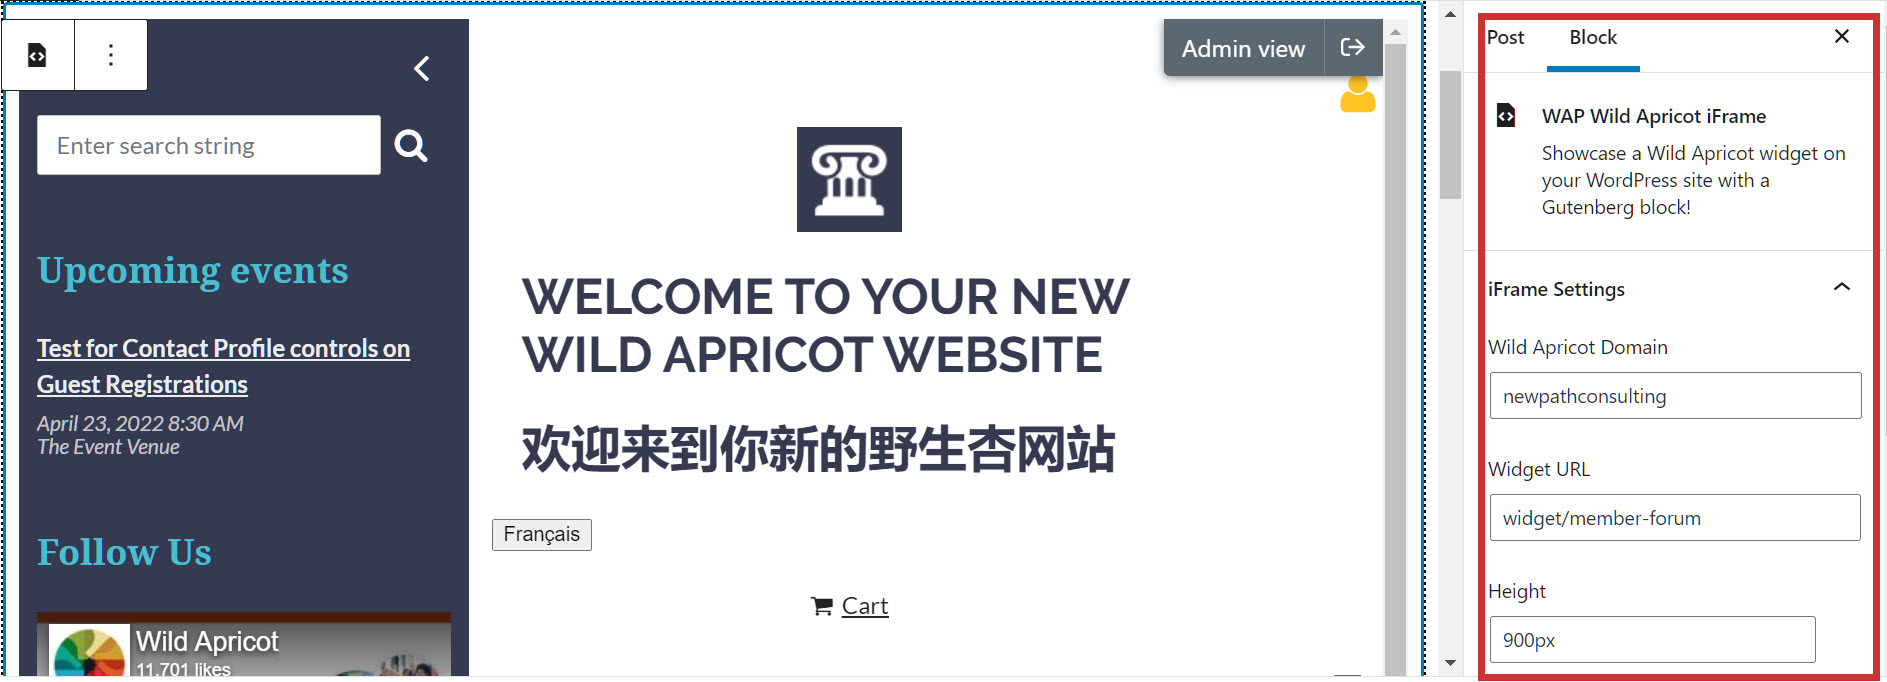 Enter search string
Upcoming events
Test for Contact Profile controls on
Guest Registrations
April 23, 2022 8:30 AM
The Event Venue
Follow Us
Wild Apricot
11,701 likes
Admin view
WELCOME TO YOUR NEW
WILD APRICOT WEBSITE
欢迎来到你新的野生杏网站
Français
Cart
Post Block
WAP Wild Apricot iFrame
Showcase a Wild Apricot widget on
your WordPress site with a
Gutenberg block!
iFrame Settings
Wild Apricot Domain
newpathconsulting
Widget URL
widget/member-forum
Height
900px